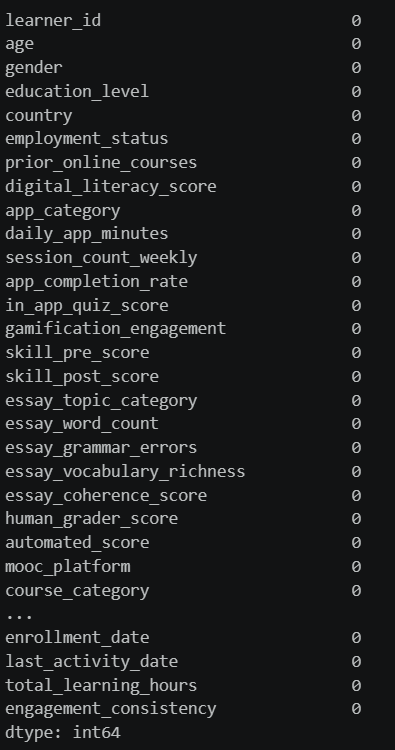 learner_id 0
age 0
gender 0
education_level 0
country 0
employment_status 0
prior_online_courses 0
digital_literacy_score 0
app_category 0
daily_app_minutes 0
session_count_weekly 0
app_completion_rate 0
in_app_quiz_score 0
gamification_engagement 0
skill_pre_score 0
skill_post_score 0
essay_topic_category 0
essay_word_count 0
essay_grammar_errors 0
essay_vocabulary_richness 0
essay_coherence_score 0
human_grader_score 0
automated_score 0
mooc_platform 0
course_category 0
...
enrollment_date 0
last_activity_date 0
total_learning_hours 0
engagement_consistency 0
dtype: int64